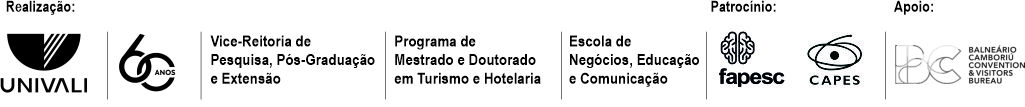 Realização:
Patrocínio:
Apoio:
UNIVALI
60
ANOS
Vice-Reitoria de
Pesquisa, Pós-Graduação
e Extensão
Programa de
Mestrado e Doutorado
em Turismo e Hotelaria
Escola de
Negócios, Educação
e Comunicação
fapesc
CAPES
BC
BALNEÁRIO
CAMBORIÚ
CONVENTION
& VISITORS
BUREAU